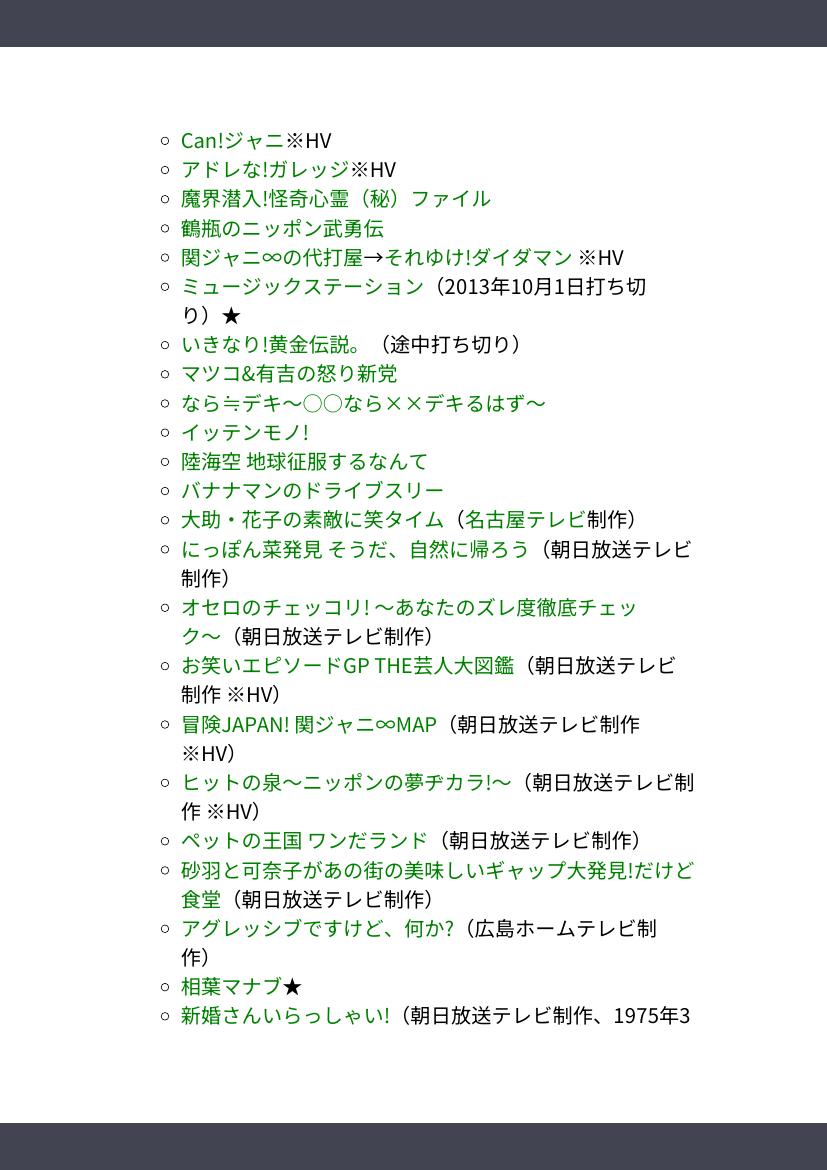 Can!ジャニ※HV
アドレな!ガレッジ※HV
魔界潜入!怪奇心霊（秘）ファイル
鶴瓶のニッポン武勇伝
関ジャニ∞の代打屋→それゆけ!ダイダマン ※HV
ミュージックステーション（2013年10月1日打ち切
り）★
いきなり!黄金伝説。（途中打ち切り）
マツコ&有吉の怒り新党
なら≒デキ〜○○なら××デキるはず〜
イッテンモノ!
陸海空 地球征服するなんて
バナナマンのドライブスリー
大助・花子の素敵に笑タイム（名古屋テレビ制作）
にっぽん菜発見 そうだ、自然に帰ろう（朝日放送テレビ
制作）
オセロのチェッコリ! 〜あなたのズレ度徹底チェッ
ク〜（朝日放送テレビ制作）
お笑いエピソードGP THE芸人大図鑑（朝日放送テレビ
制作 ※HV）
冒険JAPAN! 関ジャニ∞MAP（朝日放送テレビ制作
※HV）
ヒットの泉〜ニッポンの夢ヂカラ!〜（朝日放送テレビ制
作 ※HV）
ペットの王国 ワンだランド（朝日放送テレビ制作）
砂羽と可奈子があの街の美味しいギャップ大発見!だけど
食堂（朝日放送テレビ制作）
アグレッシブですけど、何か?（広島ホームテレビ制
作）
相葉マナブ★
新婚さんいらっしゃい!（朝日放送テレビ制作、1975年3